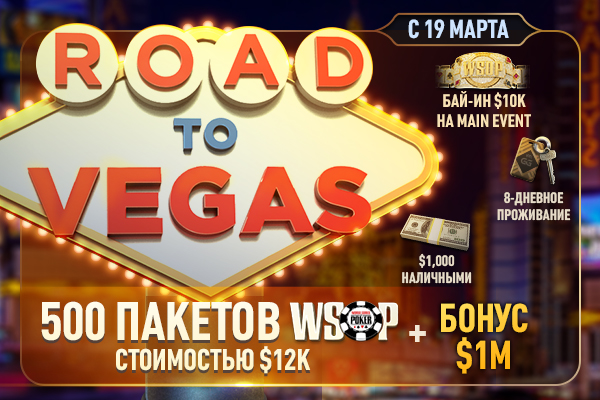 С 19 МАРТА
ROAD
TO
VEGAS
WSOP
БАЙ-ИН $10K
НА MAIN EVENT
8-ДНЕВНОЕ
ПРОЖИВАНИЕ
$1,000
НАЛИЧНЫМИ
500 ПАКЕТОВ WSOP
POKER
СТОИМОСТЬЮ $12K
+ БОНУС
$1M